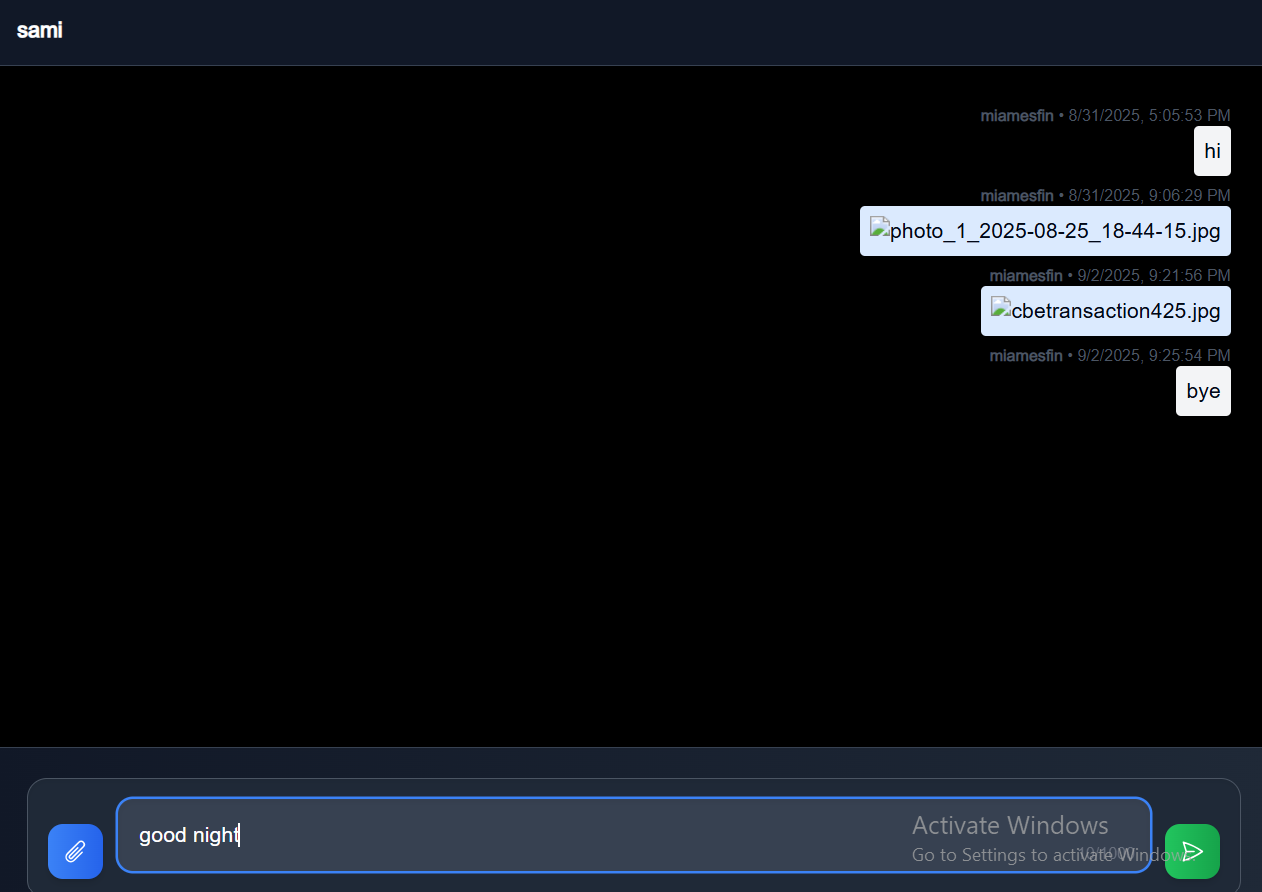 sami
miamesfin • 8/31/2025, 5:05:53 PM
hi
miamesfin • 8/31/2025, 9:06:29 PM
photo_1_2025-08-25_18-44-15.jpg
miamesfin • 9/2/2025, 9:21:56 PM
cbetransaction425.jpg
miamesfin • 9/2/2025, 9:25:54 PM
bye
good night
Activate Windows
Go to Settings to activate Windows.
10/1000